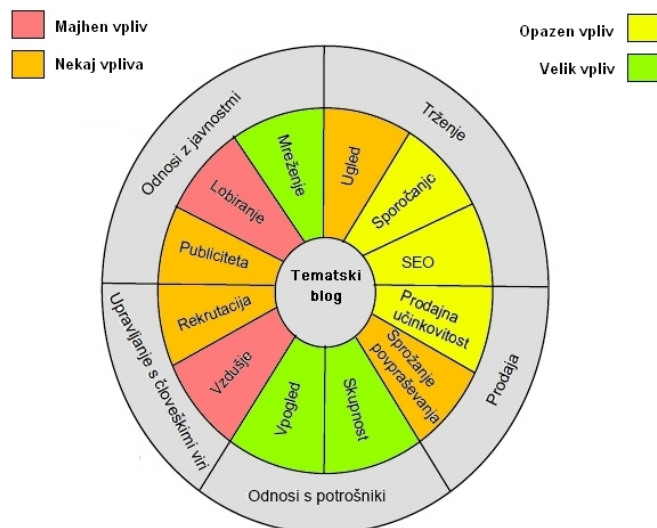 Majhen vpliv
Nekaj vpliva
Opazen vpliv
Velik vpliv
Odnosi z javnostmi
Trženje
Prodaja
Odnosi s potrošniki
Upravljanje s človeškimi viri
Mreženje
Ugled
Sporočanje
SEO
Prodajna
učinkovitost
Sprožanje
povpraševanja
Skupnost
Vpogled
Vzdušje
Rekrutacija
Publiciteta
Lobiranje
Tematski
blog